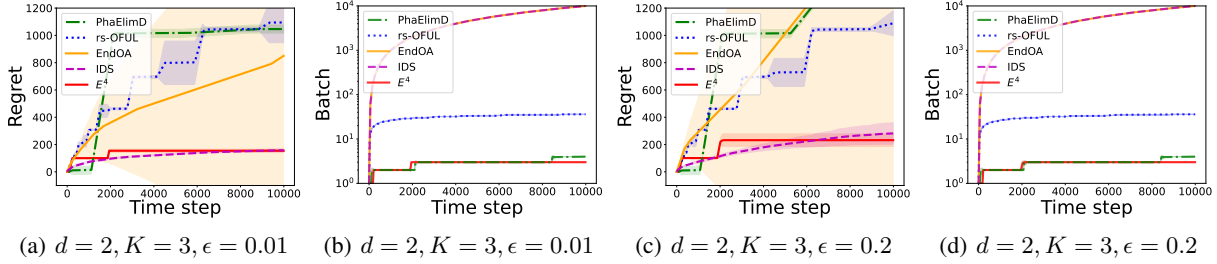 1200
1000
800
600
400
200
0
Regret
PhaElimD
rs-OFUL
EndOA
IDS
E⁴
0 2000 4000 6000 8000 10000
Time step
(a) d = 2, K = 3, ϵ = 0.01
10⁴
10³
10²
10¹
10⁰
Batch
PhaElimD
rs-OFUL
EndOA
IDS
E⁴
0 2000 4000 6000 8000 10000
Time step
(b) d = 2, K = 3, ϵ = 0.01
1200
1000
800
600
400
200
0
Regret
PhaElimD
rs-OFUL
EndOA
IDS
E⁴
0 2000 4000 6000 8000 10000
Time step
(c) d = 2, K = 3, ϵ = 0.2
10⁴
10³
10²
10¹
10⁰
Batch
PhaElimD
rs-OFUL
EndOA
IDS
E⁴
0 2000 4000 6000 8000 10000
Time step
(d) d = 2, K = 3, ϵ = 0.2